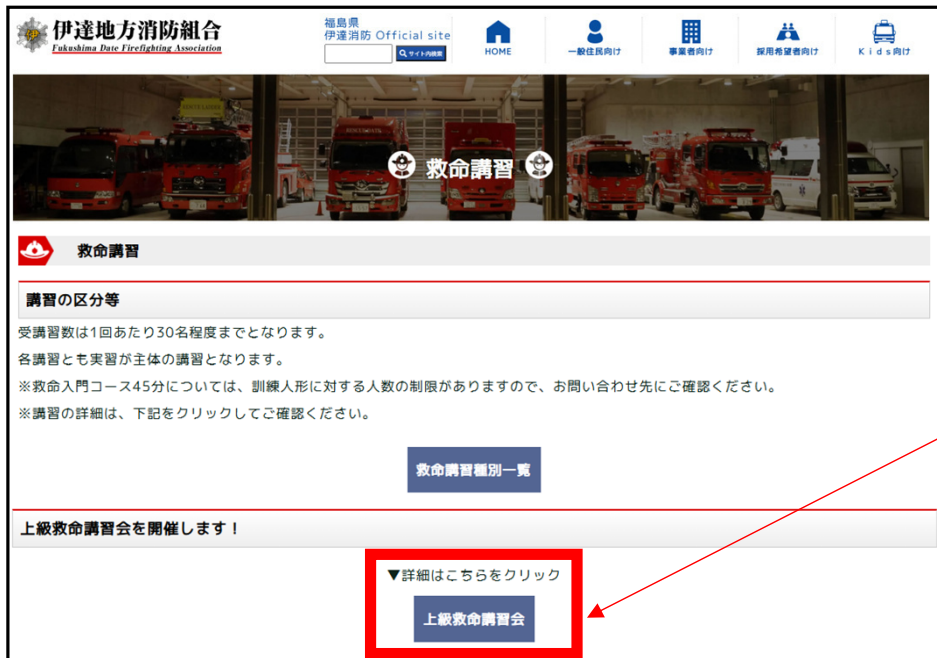 伊達地方消防組合
Fukushima Date Firefighting Association
福島県
伊達消防 Official site
サイト内検索
HOME
一般住民向け
事業者向け
採用希望者向け
Kids向け
救命講習
救命講習
講習の区分等
受講習数は1回あたり30名程度までとなります。
各講習とも実習が主体の講習となります。
※救命入門コース45分については、訓練人形に対する人数の制限がありますので、お問い合わせ先にご確認ください。
※講習の詳細は、下記をクリックしてご確認ください。
救命講習種別一覧
上級救命講習会を開催します！
▼詳細はこちらをクリック
上級救命講習会